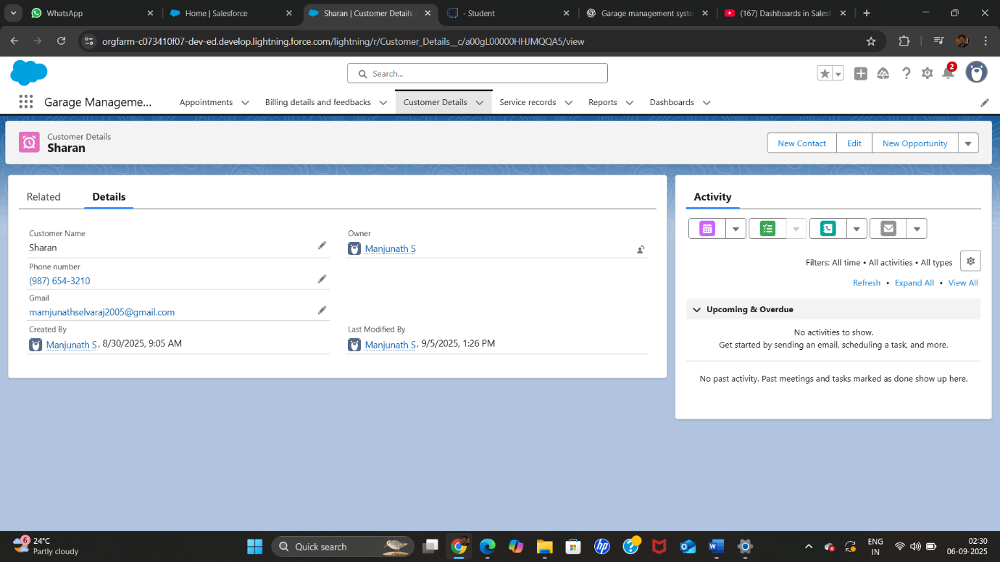 WhatsApp
Home | Salesforce
Sharan | Customer Details
- Student
Garage management syste
(167) Dashboards in Salesf
orgfarm-c073410f07-dev-ed.develop.lightning.force.com/lightning/r/Customer_Details__c/a00gL00000HHJMQQA5/view
Search...
2
Garage Manageme...
Appointments
Billing details and feedbacks
Customer Details
Service records
Reports
Dashboards
Customer Details
Sharan
New Contact
Edit
New Opportunity
Related
Details
Customer Name
Sharan
Owner
Manjunath S
Phone number
(987) 654-3210
Gmail
mamjunathselvaraj2005@gmail.com
Created By
Manjunath S, 8/30/2025, 9:05 AM
Last Modified By
Manjunath S, 9/5/2025, 1:26 PM
Activity
Filters: All time • All activities • All types
Refresh • Expand All • View All
Upcoming & Overdue
No activities to show.
Get started by sending an email, scheduling a task, and more.
No past activity. Past meetings and tasks marked as done show up here.
6
24°C
Partly cloudy
Quick search
hp
ENG
IN
02:30
06-09-2025